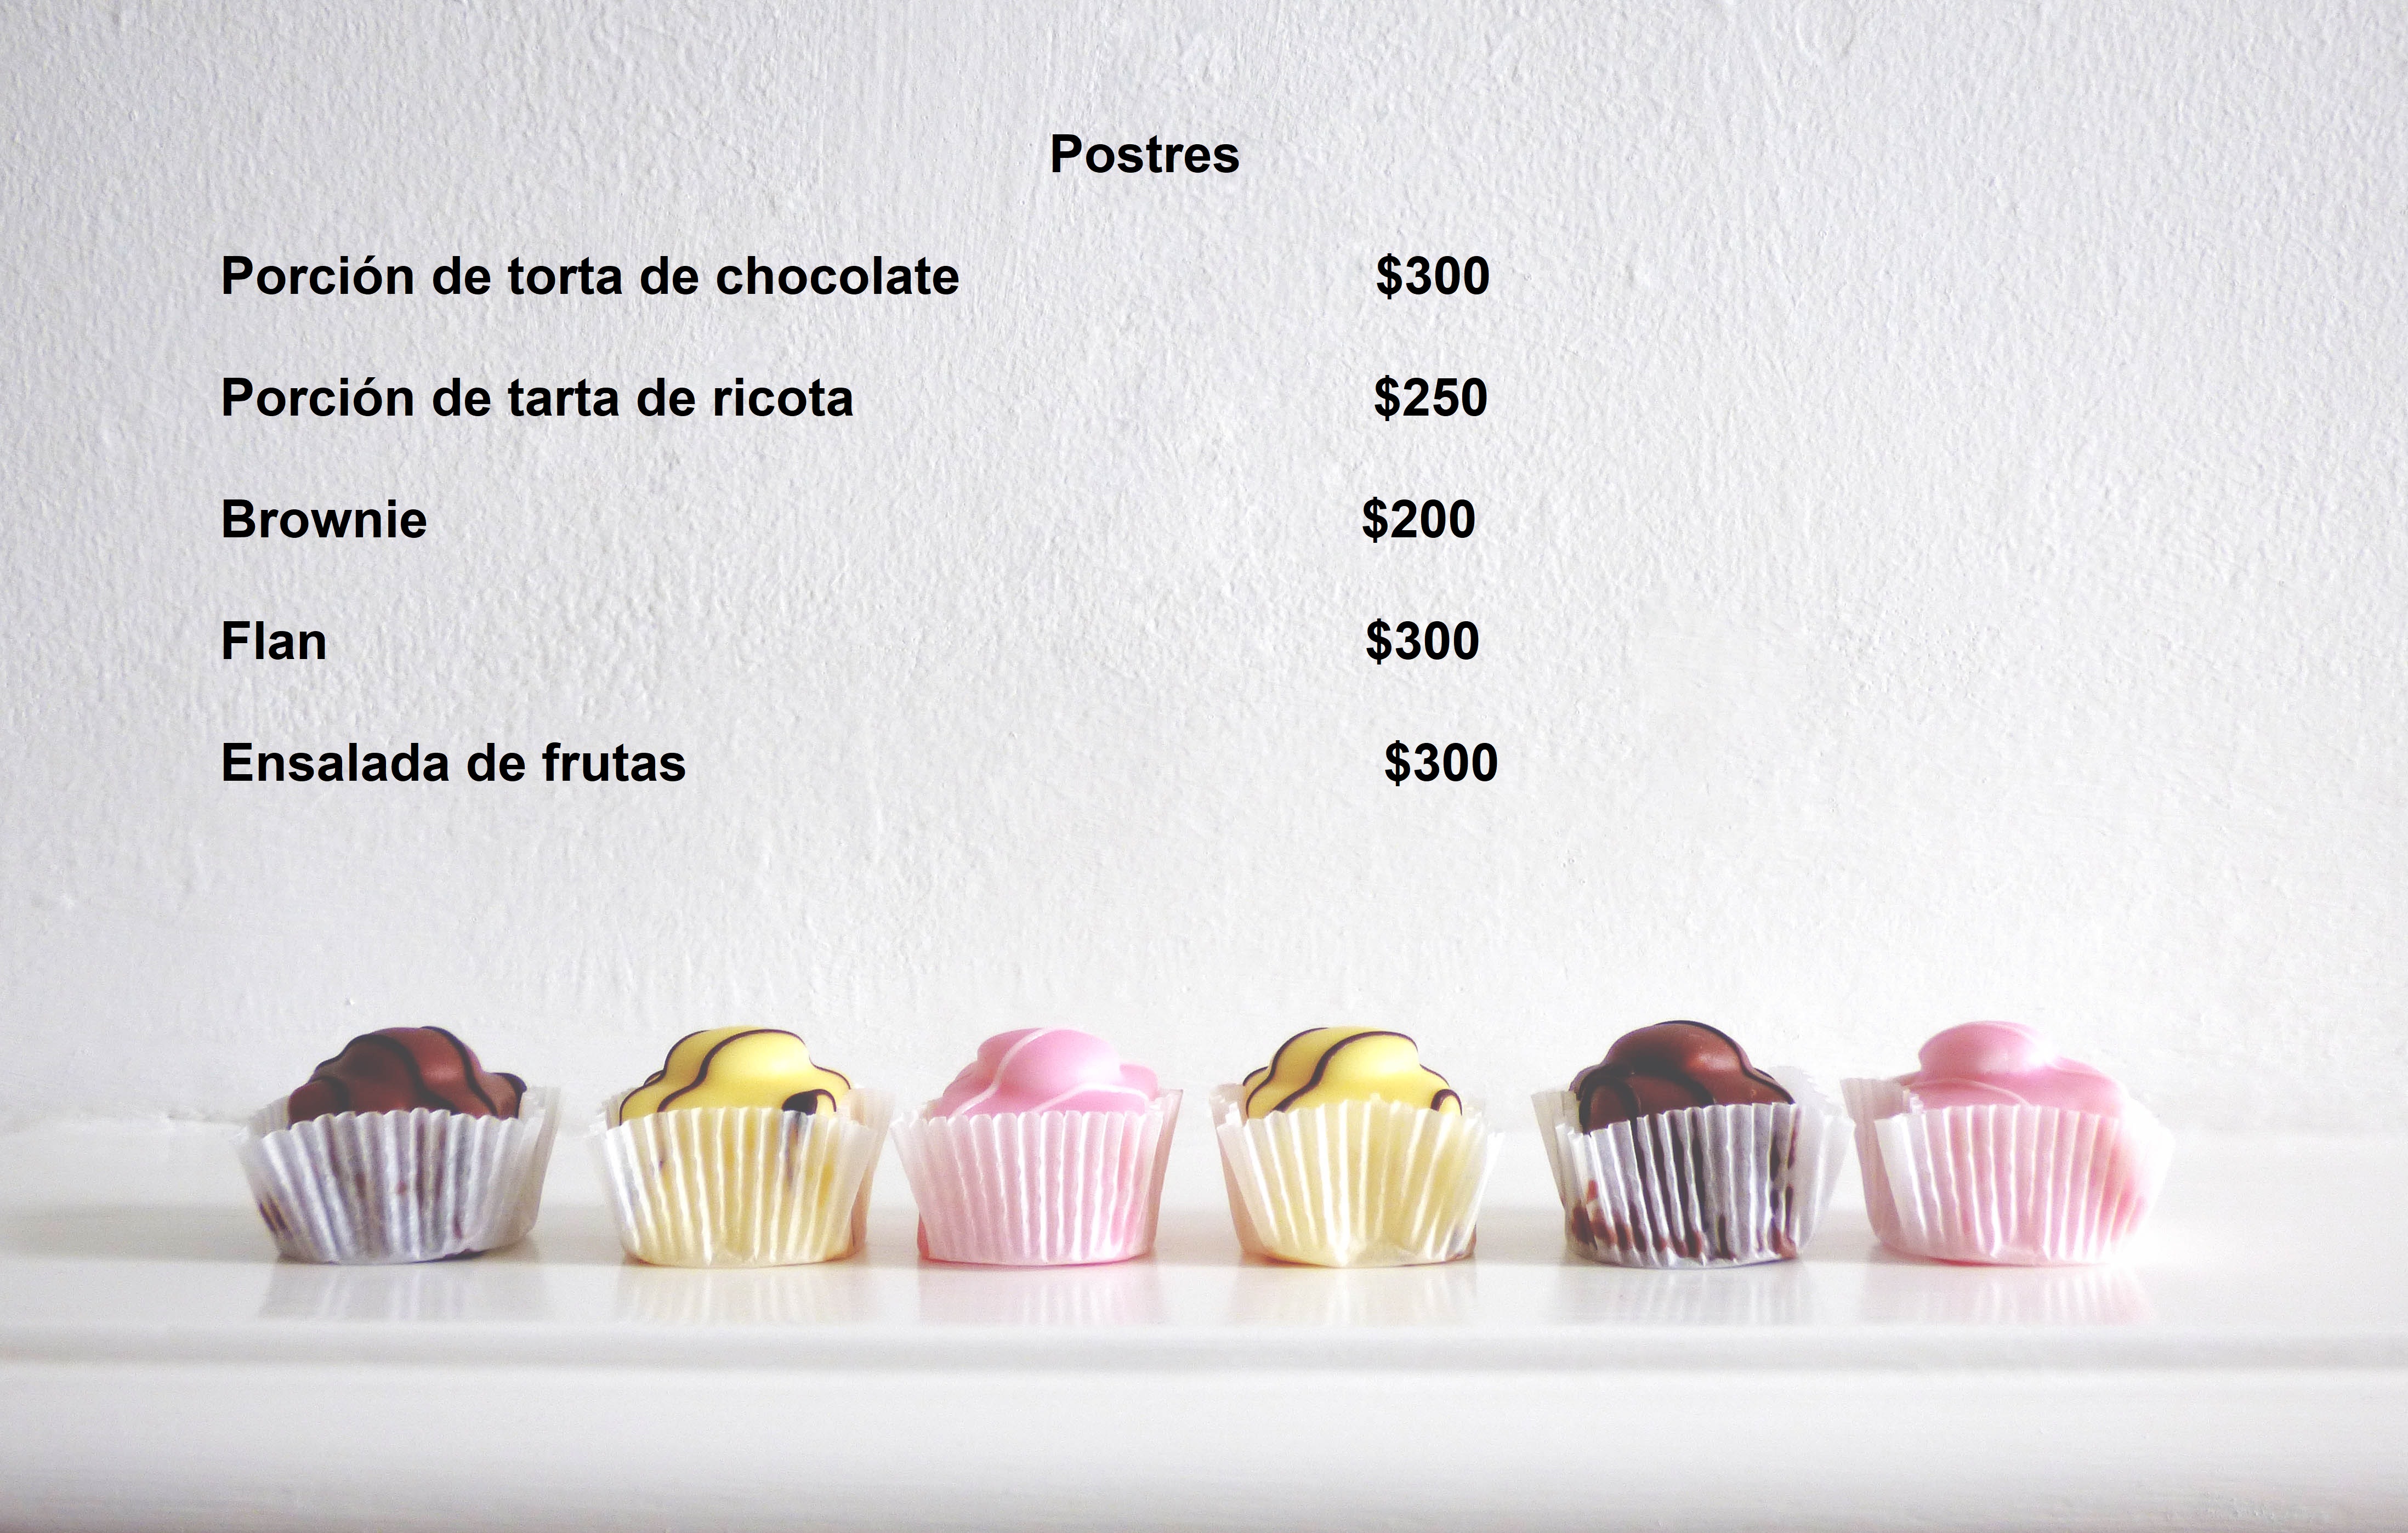 Postres
Porción de torta de chocolate $300
Porción de tarta de ricota $250
Brownie $200
Flan $300
Ensalada de frutas $300